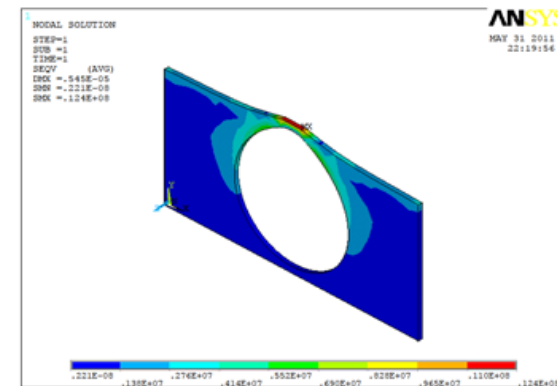 1
NODAL SOLUTION
ANSYS
STEP=1
SUB =1
TIME=1
SEQV (AVG)
DMX =.545E-05
SMN =.221E-08
SMX =.124E+08
MAY 31 2011
22:19:56
MX
Y
.221E-08 .276E+07 .552E+07 .828E+07 .110E+08
.138E+07 .414E+07 .690E+07 .965E+07 .124E+08